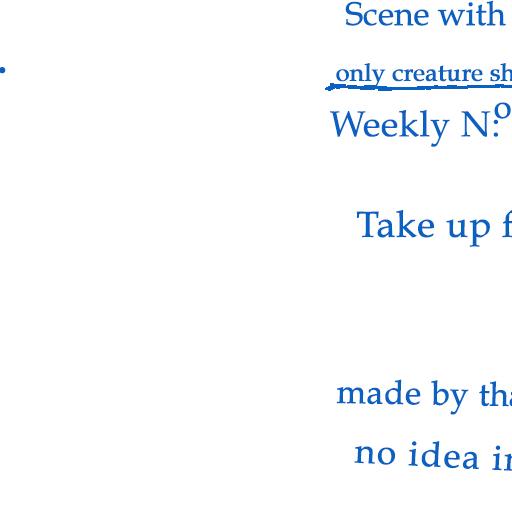 Scene with
only creature sh
Weekly N.º
Take up f
made by tha
no idea in